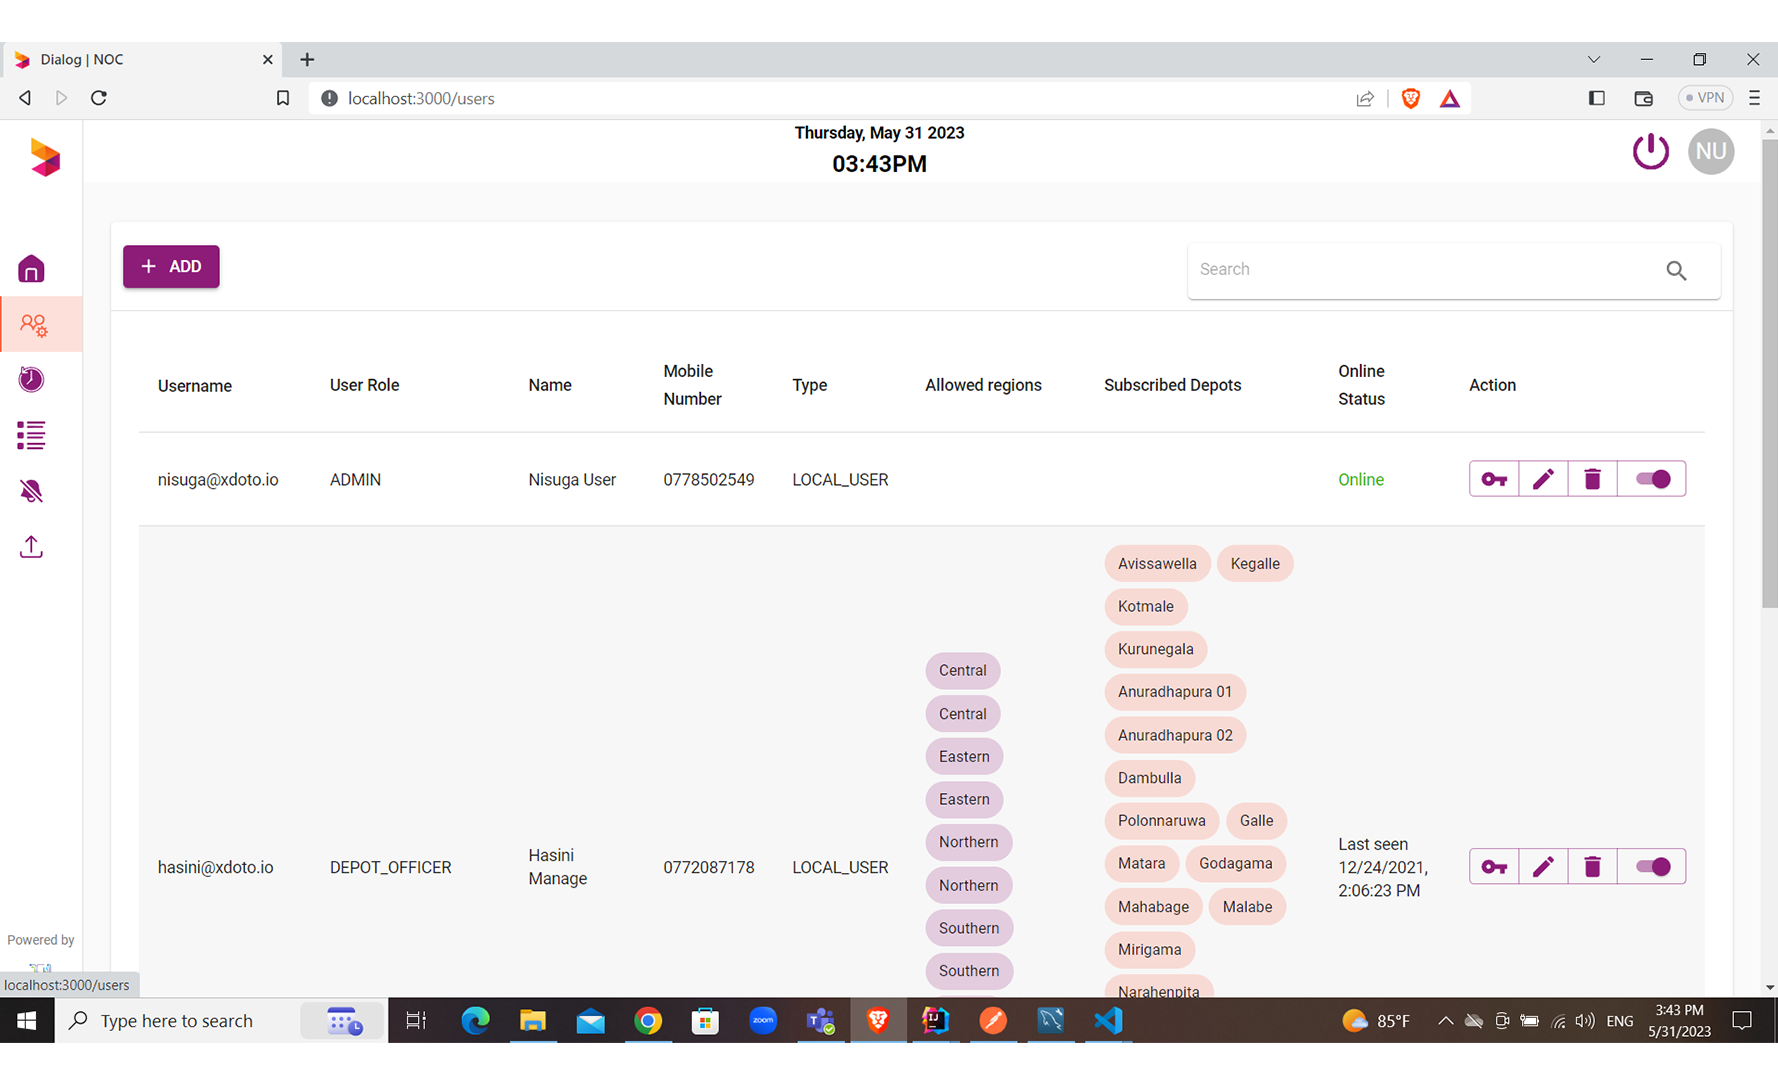 Dialog | NOC
localhost:3000/users
VPN
Thursday, May 31 2023
03:43PM
NU
+ ADD
Search
Username
User Role
Name
Mobile
Number
Type
Allowed regions
Subscribed Depots
Online
Status
Action
nisuga@xdoto.io
ADMIN
Nisuga User
0778502549
LOCAL_USER
Online
hasini@xdoto.io
DEPOT_OFFICER
Hasini
Manage
0772087178
LOCAL_USER
Central
Central
Eastern
Eastern
Northern
Northern
Southern
Southern
Avissawella Kegalle
Kotmale
Kurunegala
Anuradhapura 01
Anuradhapura 02
Dambulla
Polonnaruwa Galle
Matara Godagama
Mahabage Malabe
Mirigama
Narahenpita
Last seen
12/24/2021,
2:06:23 PM
Powered by
localhost:3000/users
Type here to search
zoom
85°F
ENG
3:43 PM
5/31/2023